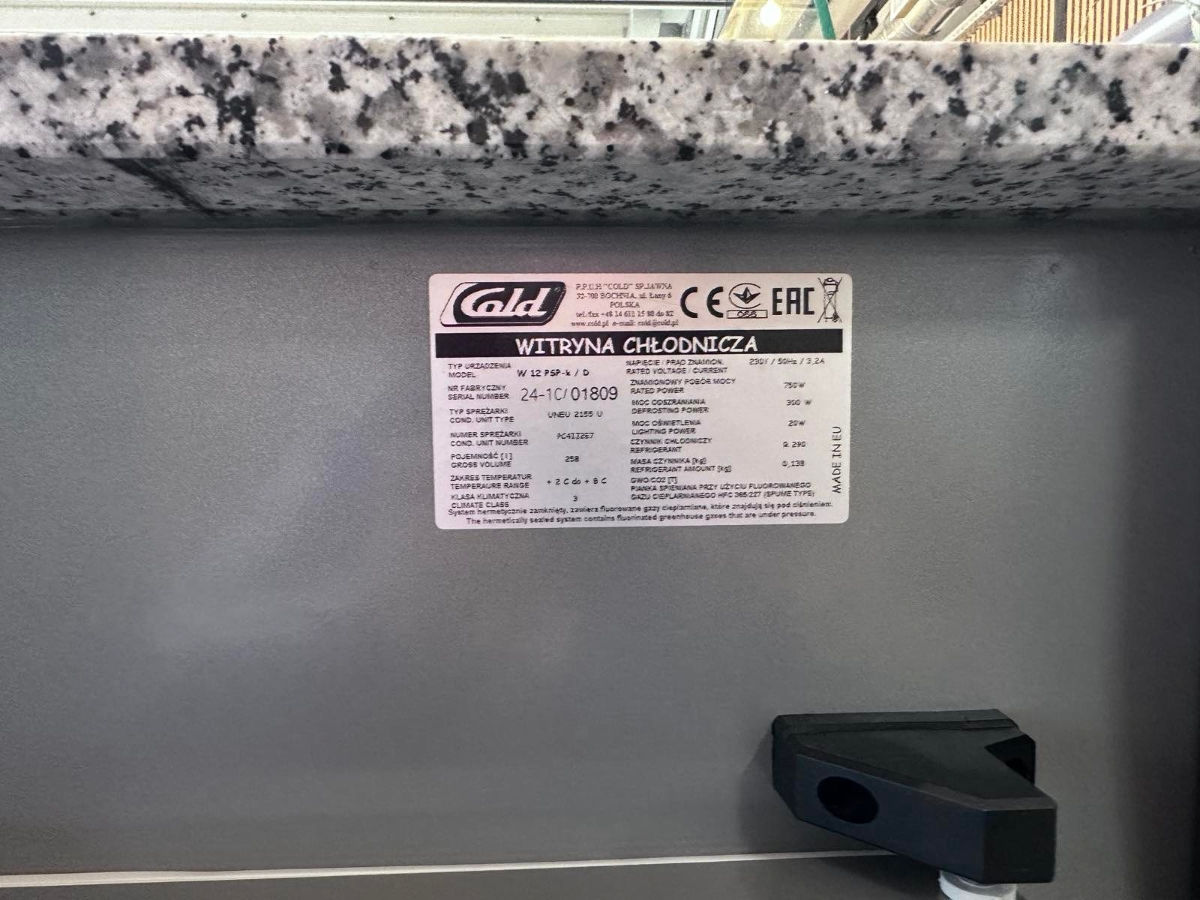 Cold
P.P.U.H "COLD" SP.JAWNA
32-700 BOCHNIA, ul. Łany 6
POLSKA
tel./fax +48 14 612 15 80 do 82
www.cold.pl e-mail: cold@cold.pl
CE EAC
WITRYNA CHŁODNICZA
TYP URZĄDZENIA
MODEL W 12 PSP-k / D
NR FABRYCZNY
SERIAL NUMBER 24-1C/01809
TYP SPRĘŻARKI
COND. UNIT TYPE UNEU 2155 U
NUMER SPRĘŻARKI
COND. UNIT NUMBER
POJEMNOŚĆ [l]
GROSS VOLUME 258
ZAKRES TEMPERATUR
TEMPERAURE RANGE + 2 C do + 8 C
KLASA KLIMATYCZNA
CLIMATE CLASS 3
NAPIĘCIE / PRĄD ZNAMION.
RATED VOLTAGE / CURRENT 230V / 50Hz / 3,2A
ZNAMIONOWY POBÓR MOCY
RATED POWER 750W
MOC ODSZRANIANIA
DEFROSTING POWER 300 W
MOC OŚWIETLENIA
LIGHTING POWER 20W
CZYNNIK CHŁODNICZY
REFRIGERANT R 290
MASA CZYNNIKA [kg]
REFRIGERANT AMOUNT [kg] 0,138
GWO/CO2 [T]
PIANKA SPIENIANA PRZY UŻYCIU FLUOROWANEGO
GAZU CIEPLARNIANEGO HFC 365/227 (SPUME TYPE)
MADE IN EU
System hermetycznie zamknięty, zawiera fluorowane gazy cieplarniane, które znajdują się pod ciśnieniem.
The hermetically sealed system contains fluorinated greenhouse gases that are under pressure.